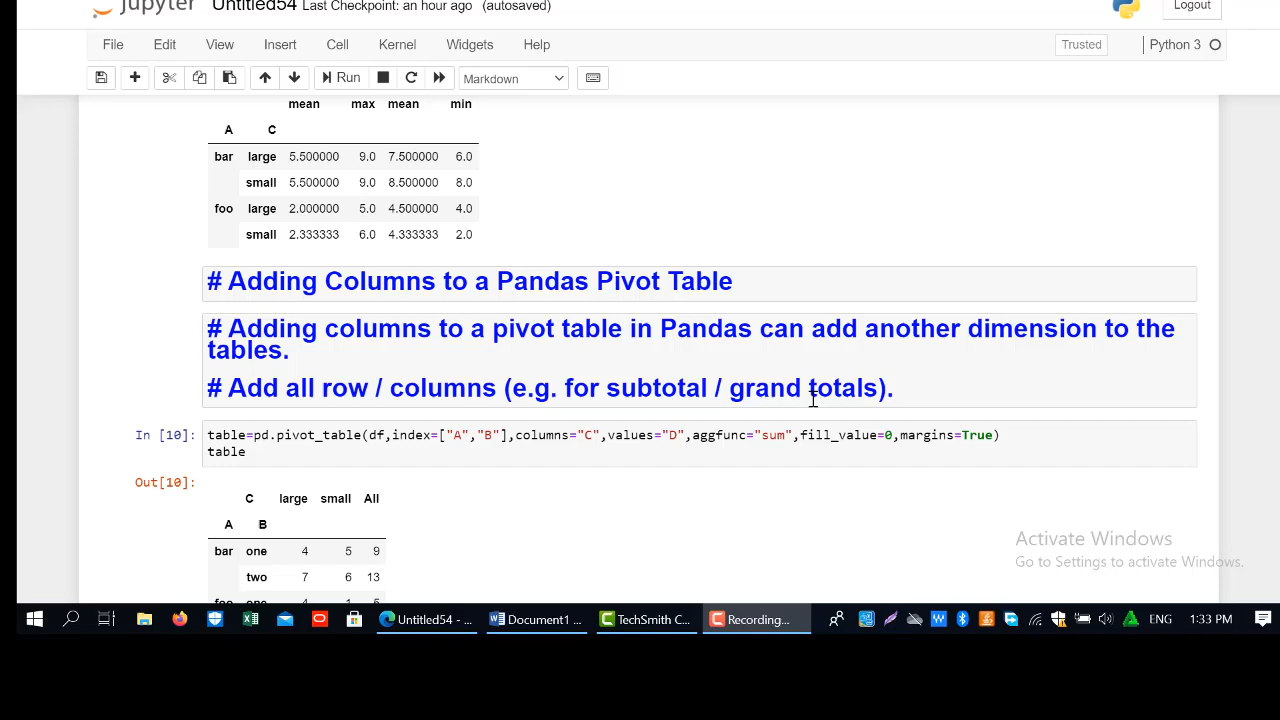 jupyter Untitled54 Last Checkpoint: an hour ago (autosaved) Logout
File Edit View Insert Cell Kernel Widgets Help Trusted Python 3
Run Markdown
mean max mean min
A C
bar large 5.500000 9.0 7.500000 6.0
small 5.500000 9.0 8.500000 8.0
foo large 2.000000 5.0 4.500000 4.0
small 2.333333 6.0 4.333333 2.0
# Adding Columns to a Pandas Pivot Table
# Adding columns to a pivot table in Pandas can add another dimension to the
tables.
# Add all row / columns (e.g. for subtotal / grand totals).
In [10]: table=pd.pivot_table(df,index=["A","B"],columns="C",values="D",aggfunc="sum",fill_value=0,margins=True)
table
Out[10]:
C large small All
A B
bar one 4 5 9
two 7 6 13
foo one 4 1 5
Activate Windows
Go to Settings to activate Windows.
Untitled54 - ... Document1 ... TechSmith C... Recording... ENG 1:33 PM